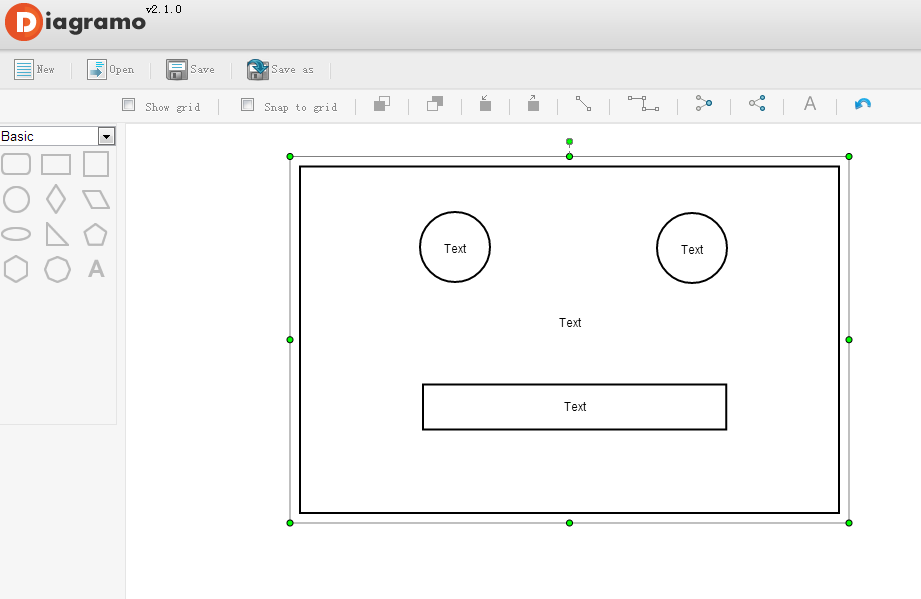 Diagramo v2.1.0
New Open Save Save as
Show grid Snap to grid A
Basic
A
Text Text
Text
Text